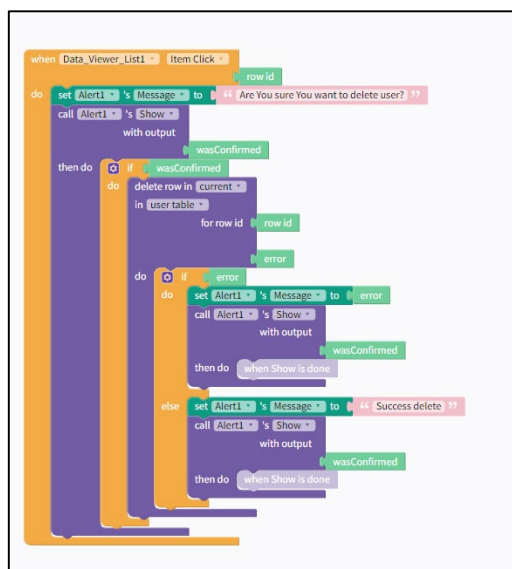 when Data_Viewer_List1 Item Click
row id
do set Alert1 's Message to “ Are You sure You want to delete user? ”
call Alert1 's Show
with output
wasConfirmed
then do if wasConfirmed
do delete row in current
in user table
for row id row id
error
do if error
do set Alert1 's Message to error
call Alert1 's Show
with output
wasConfirmed
then do when Show is done
else set Alert1 's Message to “ Success delete ”
call Alert1 's Show
with output
wasConfirmed
then do when Show is done